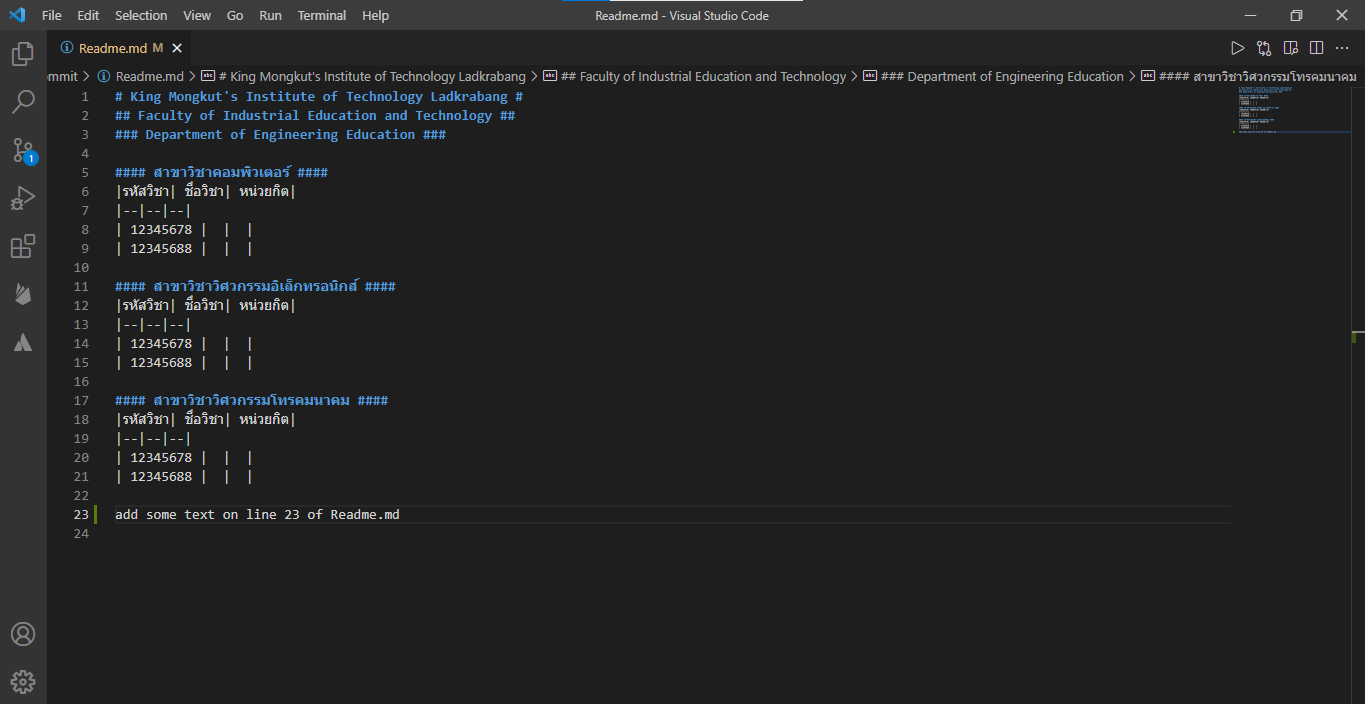 File Edit Selection View Go Run Terminal Help
Readme.md - Visual Studio Code
Readme.md M
mmit > Readme.md > # King Mongkut's Institute of Technology Ladkrabang > ## Faculty of Industrial Education and Technology > ### Department of Engineering Education > #### สาขาวิชาวิศวกรรมโทรคมนาคม
1 # King Mongkut's Institute of Technology Ladkrabang #
2 ## Faculty of Industrial Education and Technology ##
3 ### Department of Engineering Education ###
4
5 #### สาขาวิชาคอมพิวเตอร์ ####
6 |รหัสวิชา| ชื่อวิชา| หน่วยกิต|
7 |--|--|--|
8 | 12345678 |  |  |
9 | 12345688 |  |  |
10
11 #### สาขาวิชาวิศวกรรมอิเล็กทรอนิกส์ ####
12 |รหัสวิชา| ชื่อวิชา| หน่วยกิต|
13 |--|--|--|
14 | 12345678 |  |  |
15 | 12345688 |  |  |
16
17 #### สาขาวิชาวิศวกรรมโทรคมนาคม ####
18 |รหัสวิชา| ชื่อวิชา| หน่วยกิต|
19 |--|--|--|
20 | 12345678 |  |  |
21 | 12345688 |  |  |
22
23 add some text on line 23 of Readme.md
24
1